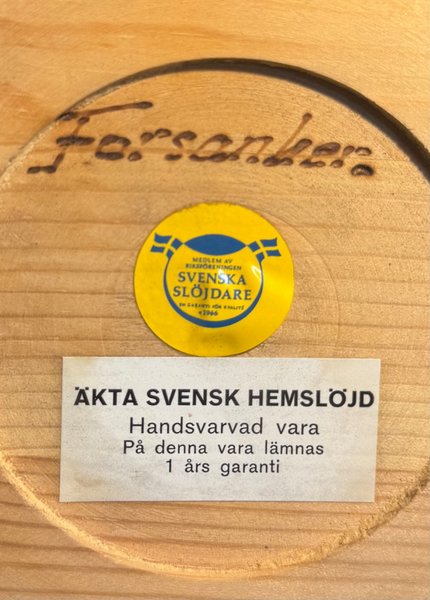 Forsanker.
MEDLEM AV
RIKSFÖRENINGEN
SVENSKA
SLÖJDARE
EN GARANTI FÖR KVALITÉ
1966
ÄKTA SVENSK HEMSLÖJD
Handsvarvad vara
På denna vara lämnas
1 års garanti